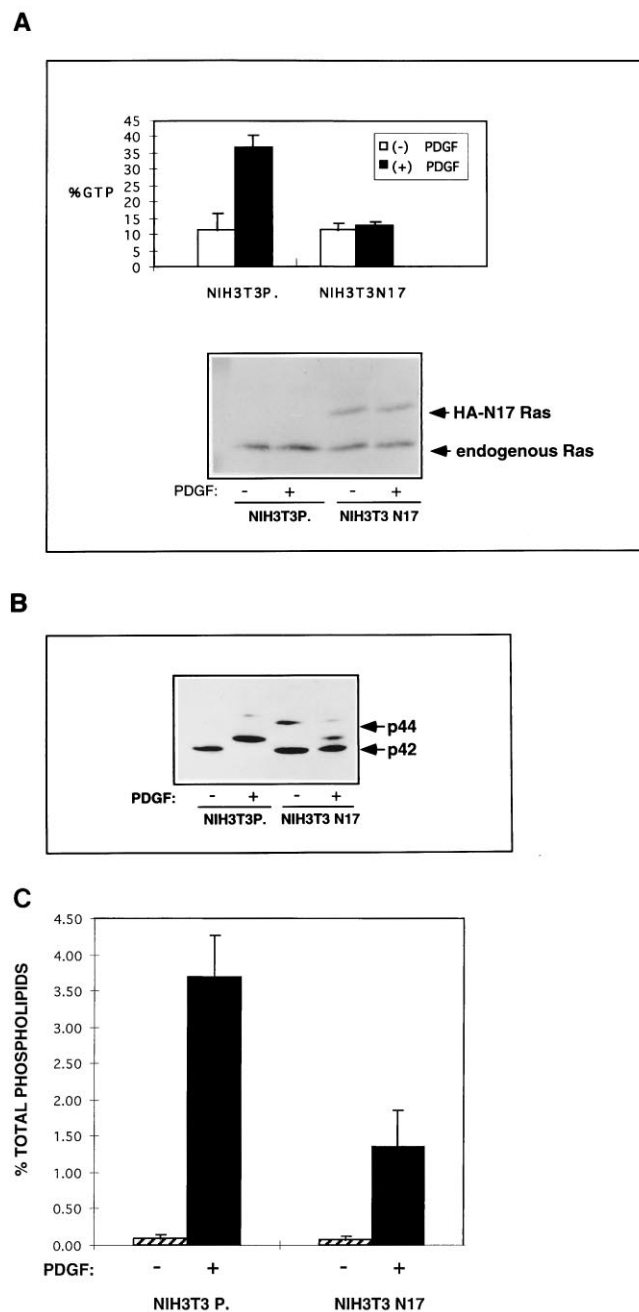 A
45
40
35
30
25
20
15
10
5
0
%GTP
(-) PDGF
(+) PDGF
NIH3T3P. NIH3T3N17
HA-N17 Ras
endogenous Ras
PDGF: - + - +
NIH3T3P. NIH3T3 N17
B
p44
p42
PDGF: - + - +
NIH3T3P. NIH3T3 N17
C
% TOTAL PHOSPHOLIPIDS
4.50
4.00
3.50
3.00
2.50
2.00
1.50
1.00
0.50
0.00
PDGF: - + - +
NIH3T3 P. NIH3T3 N17